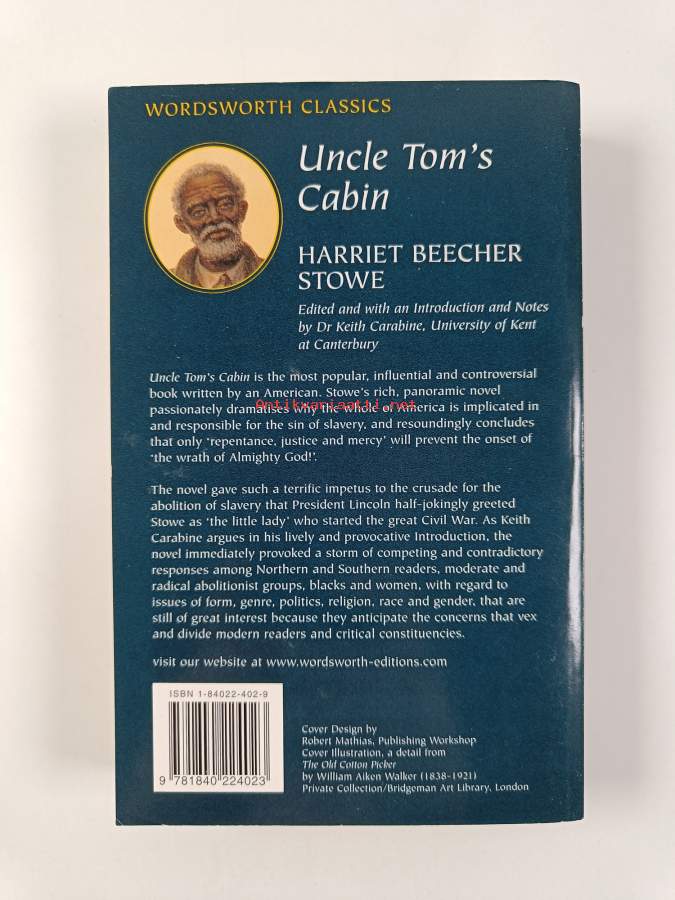 WORDSWORTH CLASSICS
Uncle Tom's
Cabin
HARRIET BEECHER
STOWE
Edited and with an Introduction and Notes
by Dr Keith Carabine, University of Kent
at Canterbury
Uncle Tom's Cabin is the most popular, influential and controversial
book written by an American. Stowe's rich, panoramic novel
Antikvariaatti.net
passionately dramatises why the whole of America is implicated in
and responsible for the sin of slavery, and resoundingly concludes
that only 'repentance, justice and mercy' will prevent the onset of
'the wrath of Almighty God!'.
The novel gave such a terrific impetus to the crusade for the
abolition of slavery that President Lincoln half-jokingly greeted
Stowe as 'the little lady' who started the great Civil War. As Keith
Carabine argues in his lively and provocative Introduction, the
novel immediately provoked a storm of competing and contradictory
responses among Northern and Southern readers, moderate and
radical abolitionist groups, blacks and women, with regard to
issues of form, genre, politics, religion, race and gender, that are
still of great interest because they anticipate the concerns that vex
and divide modern readers and critical constituencies.
visit our website at www.wordsworth-editions.com
ISBN 1-84022-402-9
9 781840 224023
Cover Design by
Robert Mathias, Publishing Workshop
Cover Illustration, a detail from
The Old Cotton Picker
by William Aiken Walker (1838-1921)
Private Collection/Bridgeman Art Library, London